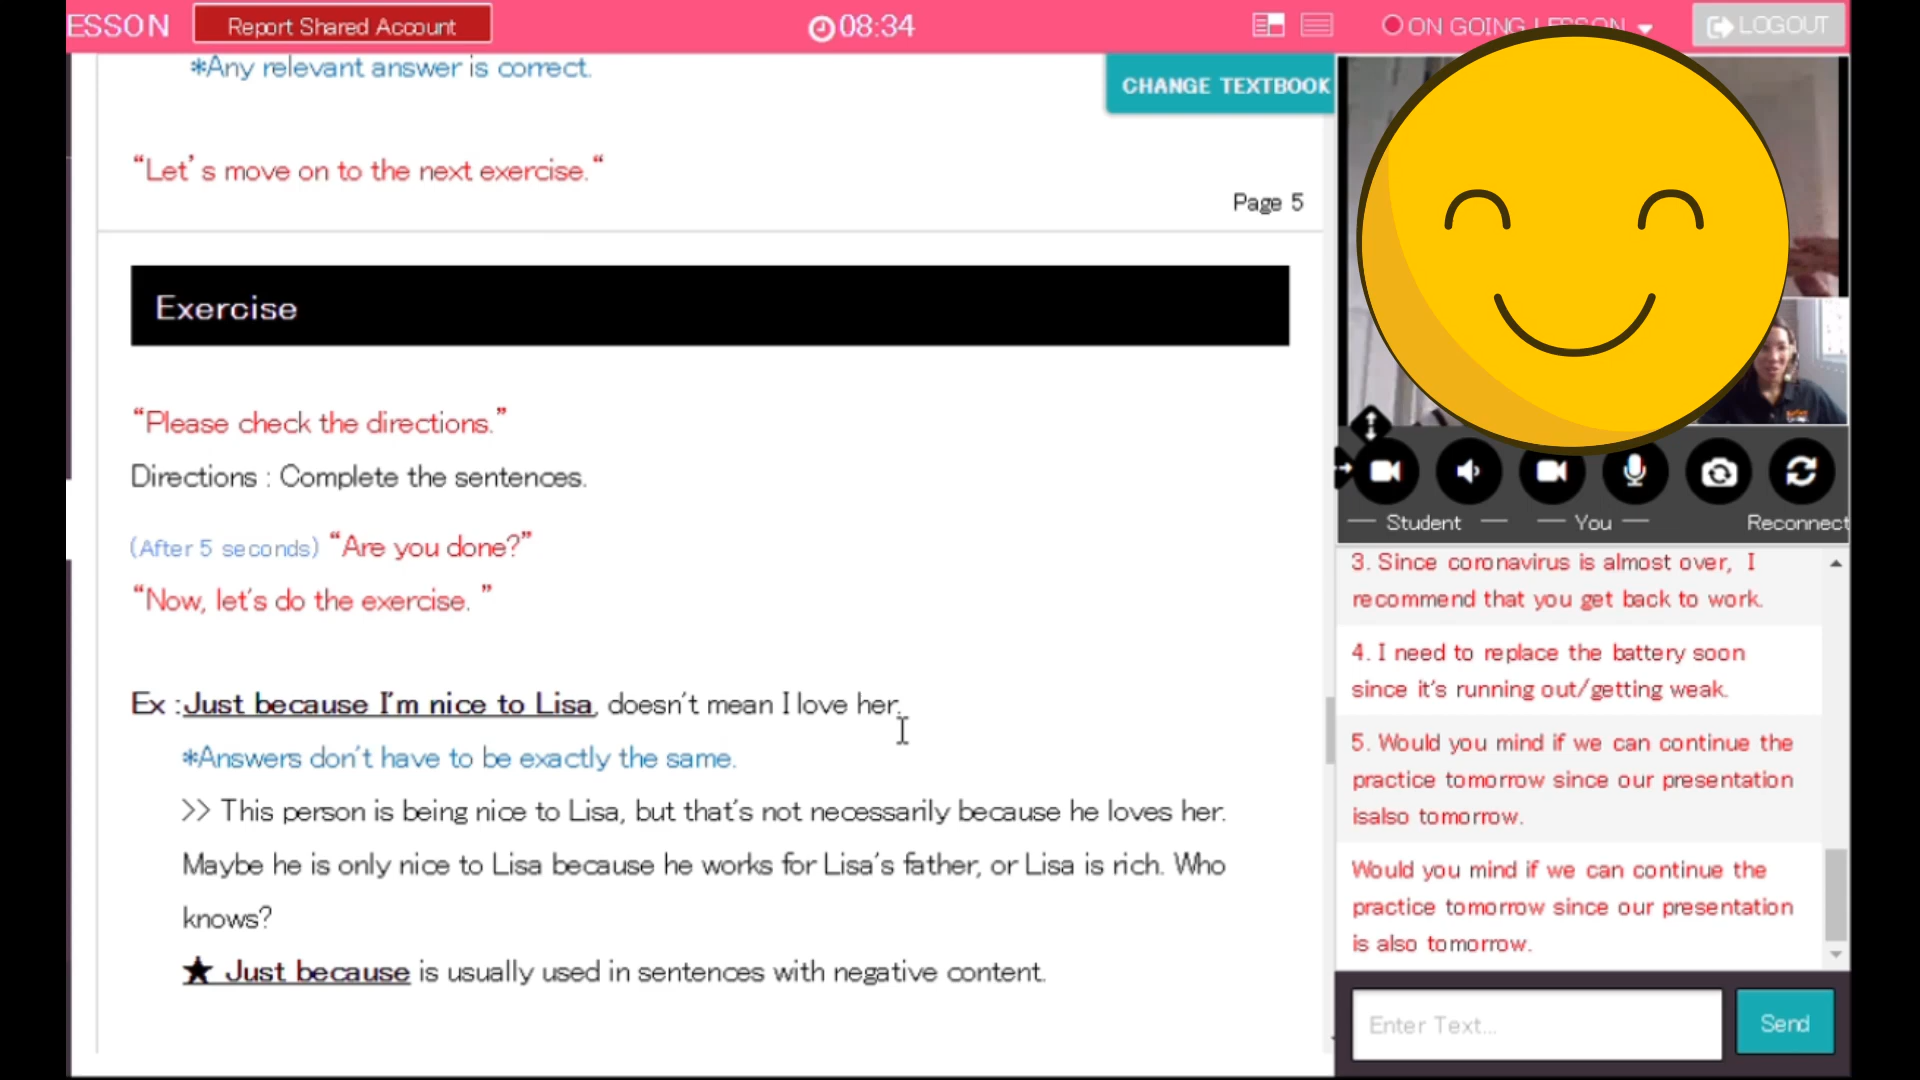 ESSON
Report Shared Account
08:34
ON GOING LESSON
LOGOUT
*Any relevant answer is correct.
CHANGE TEXTBOOK
“Let’s move on to the next exercise.“
Page 5
Exercise
“Please check the directions.”
Directions : Complete the sentences.
(After 5 seconds) “Are you done?”
“Now, let's do the exercise. ”
Ex :Just because I'm nice to Lisa, doesn't mean I love her.
*Answers don't have to be exactly the same.
>> This person is being nice to Lisa, but that's not necessarily because he loves her.
Maybe he is only nice to Lisa because he works for Lisa's father, or Lisa is rich. Who
knows?
★ Just because is usually used in sentences with negative content.
Student
You
Reconnect
3. Since coronavirus is almost over, I
recommend that you get back to work.
4. I need to replace the battery soon
since it's running out/getting weak.
5. Would you mind if we can continue the
practice tomorrow since our presentation
isalso tomorrow.
Would you mind if we can continue the
practice tomorrow since our presentation
is also tomorrow.
Enter Text...
Send